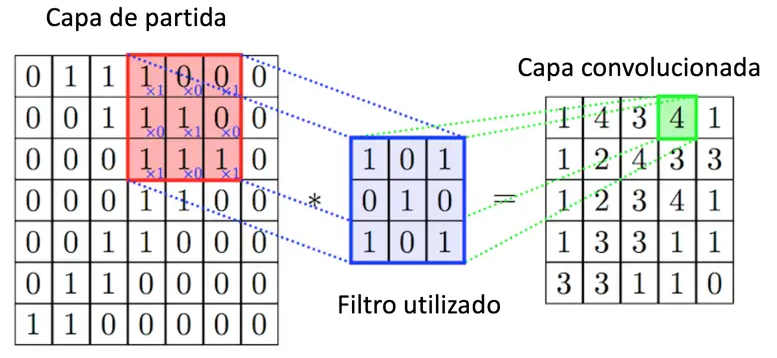 Capa de partida
0 1 1 1×1 0×0 0×1 0
0 0 1 1×0 1×1 0×0 0
0 0 0 1×1 1×0 1×1 0
0 0 0 1 1 0 0
0 0 1 1 0 0 0
0 1 1 0 0 0 0
1 1 0 0 0 0 0
*
1 0 1
0 1 0
1 0 1
Filtro utilizado
=
Capa convolucionada
1 4 3 4 1
1 2 4 3 3
1 2 3 4 1
1 3 3 1 1
3 3 1 1 0